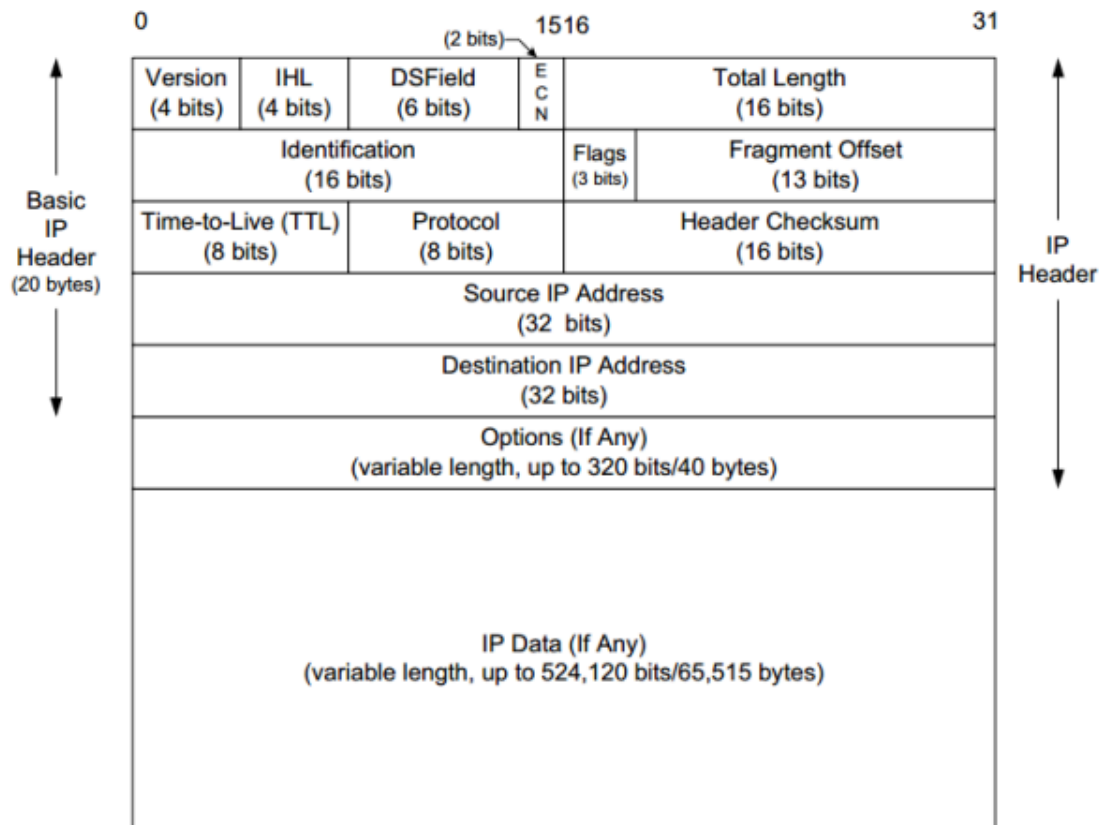 0 1516 31
(2 bits)
Version IHL DSField E C N Total Length
(4 bits) (4 bits) (6 bits) (16 bits)
Identification Flags Fragment Offset
(16 bits) (3 bits) (13 bits)
Basic
IP
Header
(20 bytes)
Time-to-Live (TTL) Protocol Header Checksum
(8 bits) (8 bits) (16 bits)
IP
Header
Source IP Address
(32 bits)
Destination IP Address
(32 bits)
Options (If Any)
(variable length, up to 320 bits/40 bytes)
IP Data (If Any)
(variable length, up to 524,120 bits/65,515 bytes)